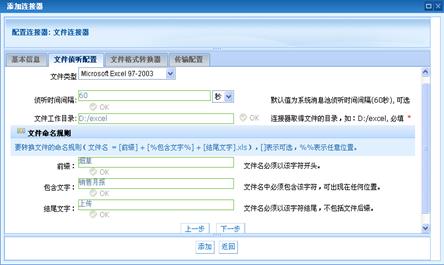 添加连接器
配置连接器: 文件连接器
基本信息 文件侦听配置 文件格式转换器 传输配置
文件类型 Microsoft Excel 97-2003
侦听时间间隔: 60 秒 默认值为系统消息池侦听时间间隔(60秒), 可选
OK
文件工作目录: D:/excel OK 连接器取得文件的目录，如：D:/excel, 必填 *
OK
文件命名规则
要转换文件的命名规则 ( 文件名 = [前缀] + [%包含文字%] + [结尾文字].xls ) , []表示可选，%%表示任意位置。
前缀: 烟草 文件名必须以该字符开头。
OK
包含文字: 销售月报 文件名中必须包含该字符，可出现在任何位置。
OK
结尾文字: 上传 文件名必须以该字符结尾，不包括文件后缀。
OK
上一步 下一步
添加 返回